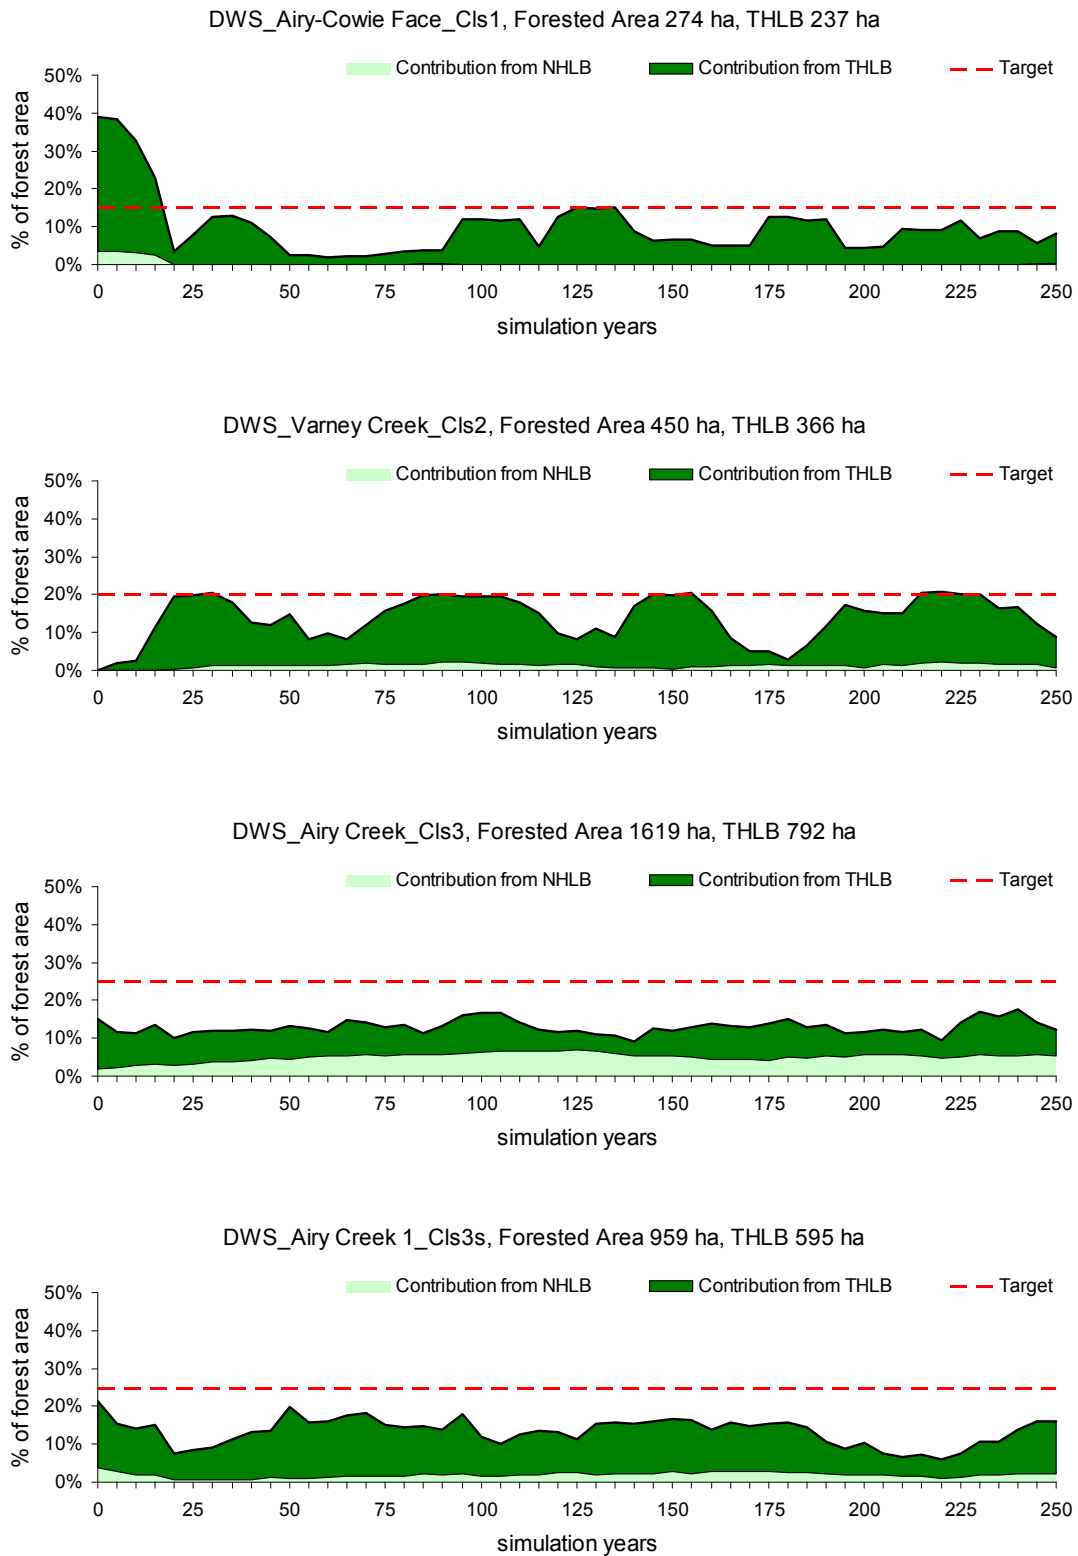 DWS_Airy-Cowie Face_Cls1, Forested Area 274 ha, THLB 237 ha
Contribution from NHLB Contribution from THLB Target
% of forest area
50%
40%
30%
20%
10%
0%
0 25 50 75 100 125 150 175 200 225 250
simulation years
DWS_Varney Creek_Cls2, Forested Area 450 ha, THLB 366 ha
Contribution from NHLB Contribution from THLB Target
% of forest area
50%
40%
30%
20%
10%
0%
0 25 50 75 100 125 150 175 200 225 250
simulation years
DWS_Airy Creek_Cls3, Forested Area 1619 ha, THLB 792 ha
Contribution from NHLB Contribution from THLB Target
% of forest area
50%
40%
30%
20%
10%
0%
0 25 50 75 100 125 150 175 200 225 250
simulation years
DWS_Airy Creek 1_Cls3s, Forested Area 959 ha, THLB 595 ha
Contribution from NHLB Contribution from THLB Target
% of forest area
50%
40%
30%
20%
10%
0%
0 25 50 75 100 125 150 175 200 225 250
simulation years